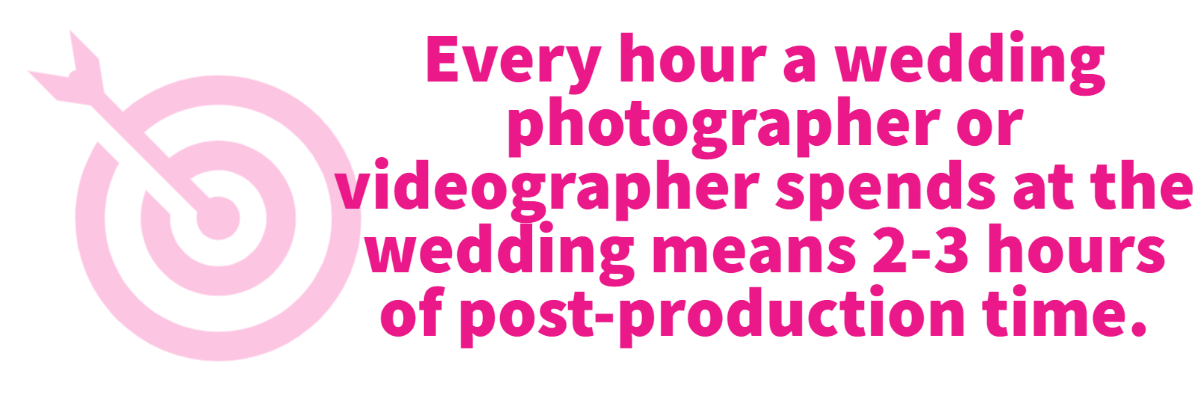 Every hour a wedding
photographer or
videographer spends at the
wedding means 2-3 hours
of post-production time.